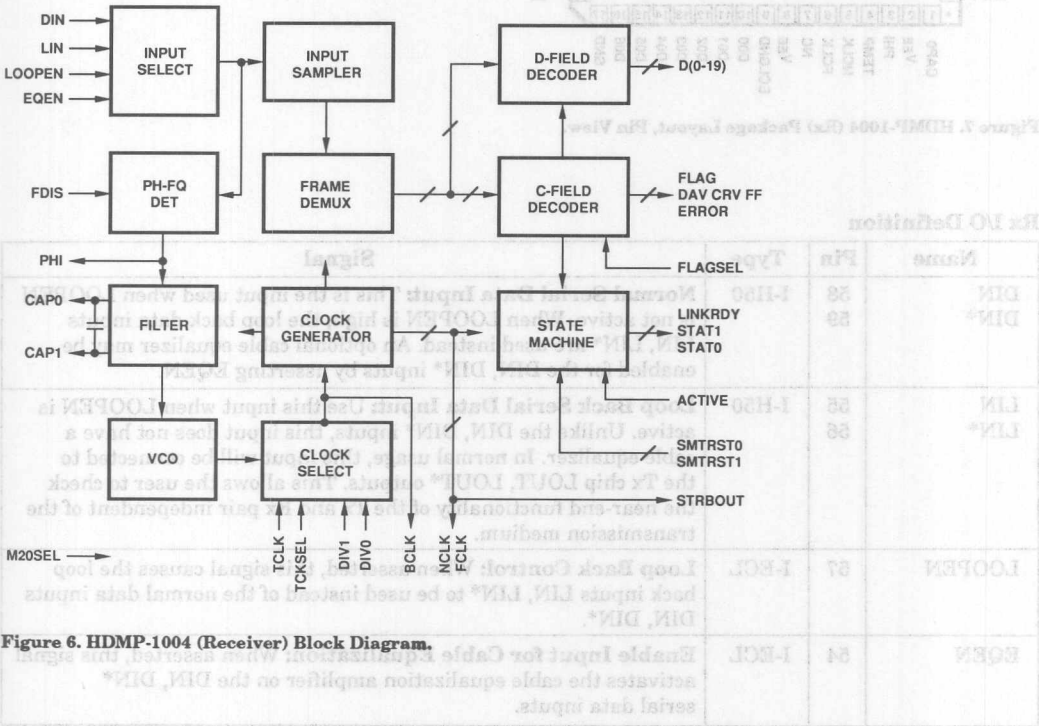 DIN
LIN
LOOPEN
EQEN
INPUT
SELECT
INPUT
SAMPLER
D-FIELD
DECODER
D(0-19)
FDIS
PH-FQ
DET
FRAME
DEMUX
C-FIELD
DECODER
FLAG
DAV CRV FF
ERROR
FLAGSEL
PHI
CAP0
CAP1
FILTER
CLOCK
GENERATOR
STATE
MACHINE
LINKRDY
STAT1
STAT0
ACTIVE
VCO
CLOCK
SELECT
SMTRST0
SMTRST1
STRBOUT
M20SEL
TCLK
TCKSEL
DIV1
DIV0
BCLK
NCLK
FCLK
Figure 6. HDMP-1004 (Receiver) Block Diagram.
Figure 7. HDMP-1004 (Rx) Package Layout, Pin View.
Rx I/O Definition
Name Pin Type Signal
DIN
DIN*
58
59
I-H50
Normal Serial Data Input: This is the input used when LOOPEN
is not active. When LOOPEN is high, the loop back data inputs
LIN, LIN* are used instead. An optional cable equalizer may be
enabled for the DIN, DIN* inputs by asserting EQEN.
LIN
LIN*
55
56
I-H50
Loop Back Serial Data Input: Use this input when LOOPEN is
active. Unlike the DIN, DIN* inputs, this input does not have a
cable equalizer. In normal usage, this input will be connected to
the Tx chip LOUT, LOUT* outputs. This allows the user to check
the near-end functionality of the Tx and Rx pair independent of the
transmission medium.
LOOPEN
57
I-ECL
Loop Back Control: When asserted, this signal causes the loop
back inputs LIN, LIN* to be used instead of the normal data inputs
DIN, DIN*.
EQEN
54
I-ECL
Enable Input for Cable Equalization: When asserted, this signal
activates the cable equalization amplifier on the DIN, DIN*
serial data inputs.